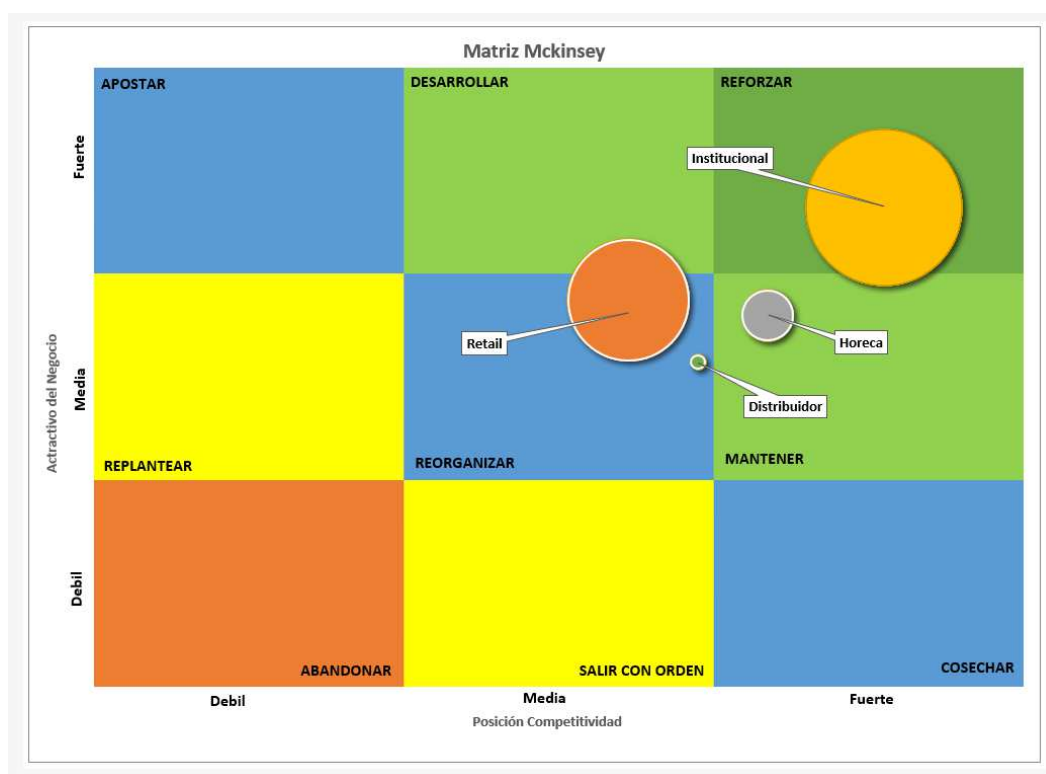 Matriz Mckinsey
APOSTAR
DESARROLLAR
REFORZAR
Fuerte
Institucional
Actractivo del Negocio
Media
Retail
Horeca
Distribuidor
REPLANTEAR
REORGANIZAR
MANTENER
Debil
ABANDONAR
SALIR CON ORDEN
COSECHAR
Debil
Media
Fuerte
Posición Competitividad